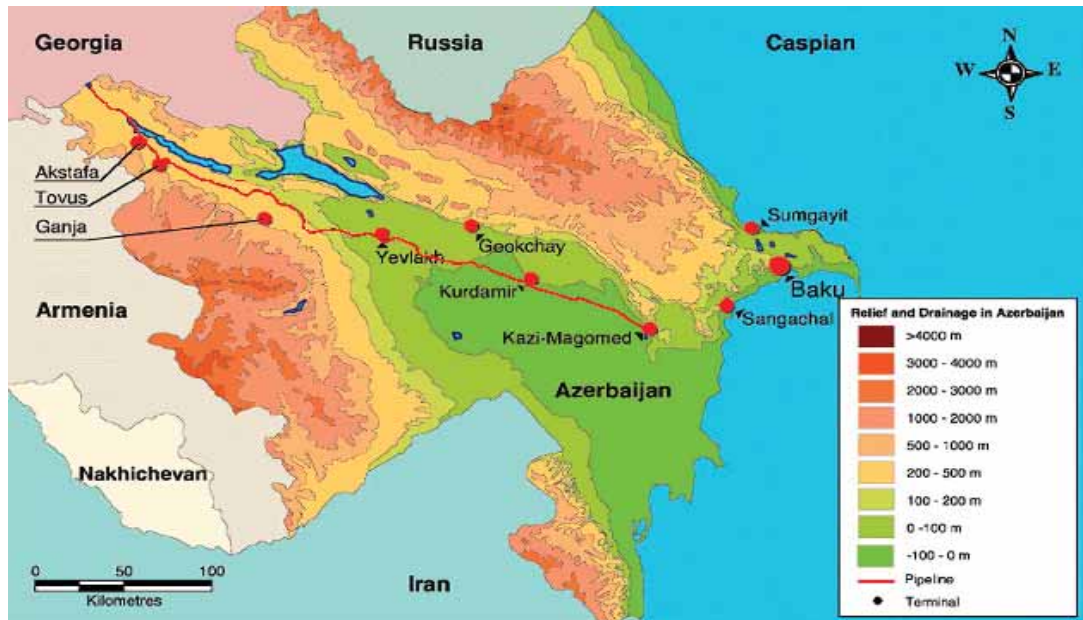 Georgia
Russia
Caspian
N
W
E
S
Akstafa
Tovus
Ganja
Sumgayit
Geokchay
Yevlakh
Baku
Kurdamir
Sangachal
Armenia
Kazi-Magomed
Azerbaijan
Nakhichevan
Iran
0 50 100
Kilometres
Relief and Drainage in Azerbaijan
>4000 m
3000 - 4000 m
2000 - 3000 m
1000 - 2000 m
500 - 1000 m
200 - 500 m
100 - 200 m
0 -100 m
-100 - 0 m
Pipeline
Terminal